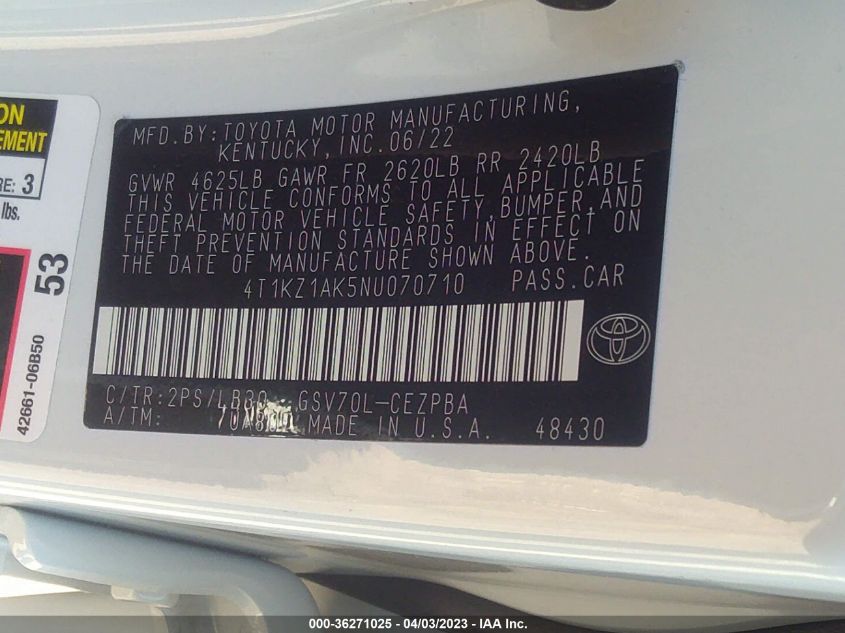 ON
EMENT
RE: 3
lbs.
53
42661-06B50
MFD.BY:TOYOTA MOTOR MANUFACTURING,
KENTUCKY,INC.06/22
GVWR 4625LB GAWR FR 2620LB RR 2420LB
THIS VEHICLE CONFORMS TO ALL APPLICABLE
FEDERAL MOTOR VEHICLE SAFETY,BUMPER,AND
THEFT PREVENTION STANDARDS IN EFFECT ON
THE DATE OF MANUFACTURE SHOWN ABOVE.
4T1KZ1AK5NU070710 PASS.CAR
C/TR:2PS/LB30 GSV70L-CEZPBA
A/TM: MADE IN U.S.A. 48430
000-36271025 - 04/03/2023 - IAA Inc.